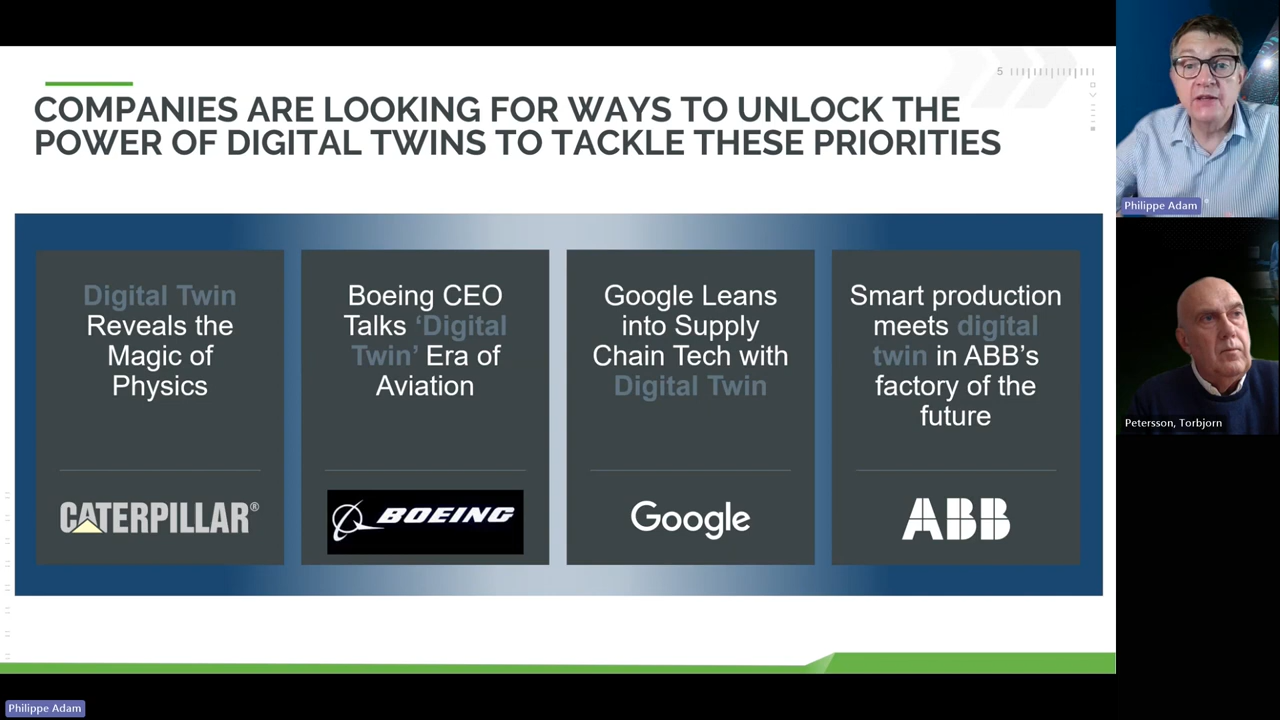 5
COMPANIES ARE LOOKING FOR WAYS TO UNLOCK THE
POWER OF DIGITAL TWINS TO TACKLE THESE PRIORITIES
Digital Twin
Reveals the
Magic of
Physics
CATERPILLAR®
Boeing CEO
Talks ‘Digital
Twin’ Era of
Aviation
BOEING
Google Leans
into Supply
Chain Tech with
Digital Twin
Google
Smart production
meets digital
twin in ABB’s
factory of the
future
ABB
Philippe Adam
Petersson, Torbjorn
Philippe Adam